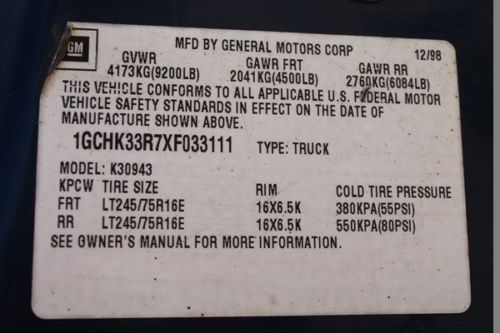 GM
MFD BY GENERAL MOTORS CORP 12/98
GVWR GAWR FRT GAWR RR
4173KG(9200LB) 2041KG(4500LB) 2760KG(6084LB)
THIS VEHICLE CONFORMS TO ALL APPLICABLE U.S. FEDERAL MOTOR
VEHICLE SAFETY STANDARDS IN EFFECT ON THE DATE OF
MANUFACTURE SHOWN ABOVE.
1GCHK33R7XF033111 TYPE: TRUCK
MODEL: K30943
KPCW TIRE SIZE RIM COLD TIRE PRESSURE
FRT LT245/75R16E 16X6.5K 380KPA(55PSI)
RR LT245/75R16E 16X6.5K 550KPA(80PSI)
SEE OWNER'S MANUAL FOR MORE INFORMATION.